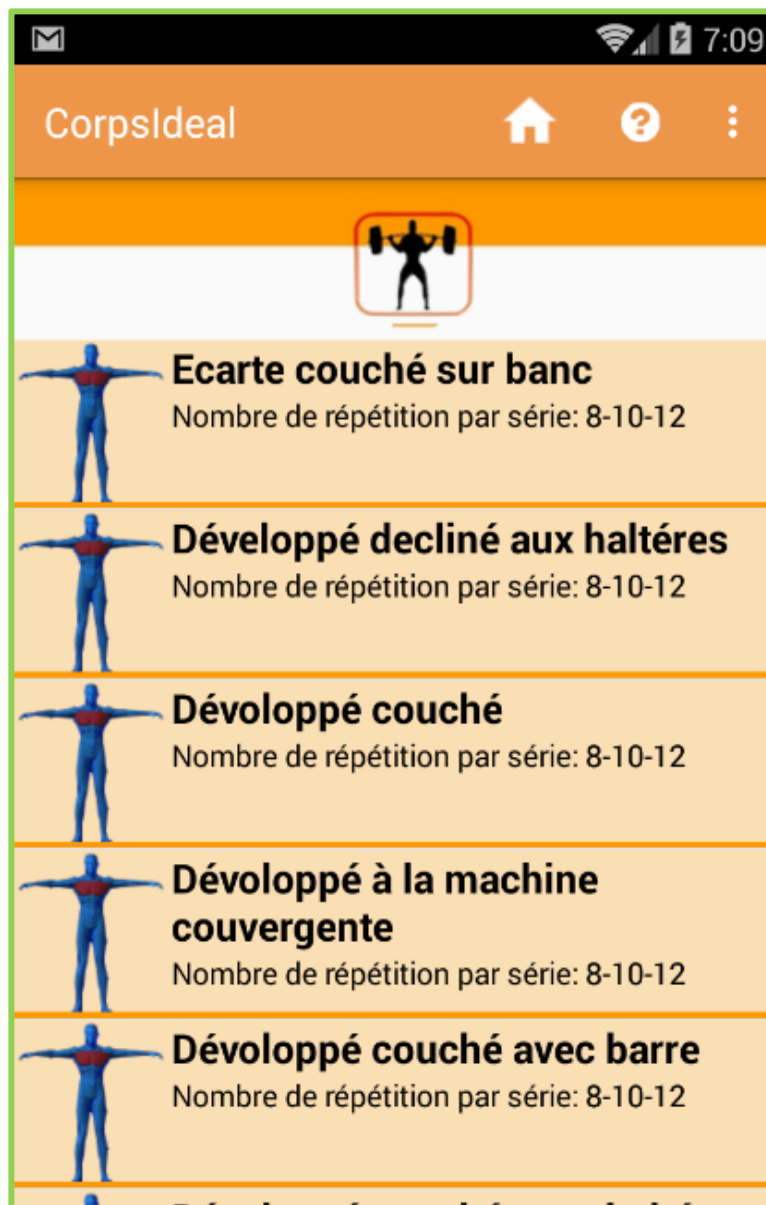 7:09
CorpsIdeal
Ecarte couché sur banc
Nombre de répétition par série: 8-10-12
Développé decliné aux haltéres
Nombre de répétition par série: 8-10-12
Dévoloppé couché
Nombre de répétition par série: 8-10-12
Dévoloppé à la machine
couvergente
Nombre de répétition par série: 8-10-12
Dévoloppé couché avec barre
Nombre de répétition par série: 8-10-12